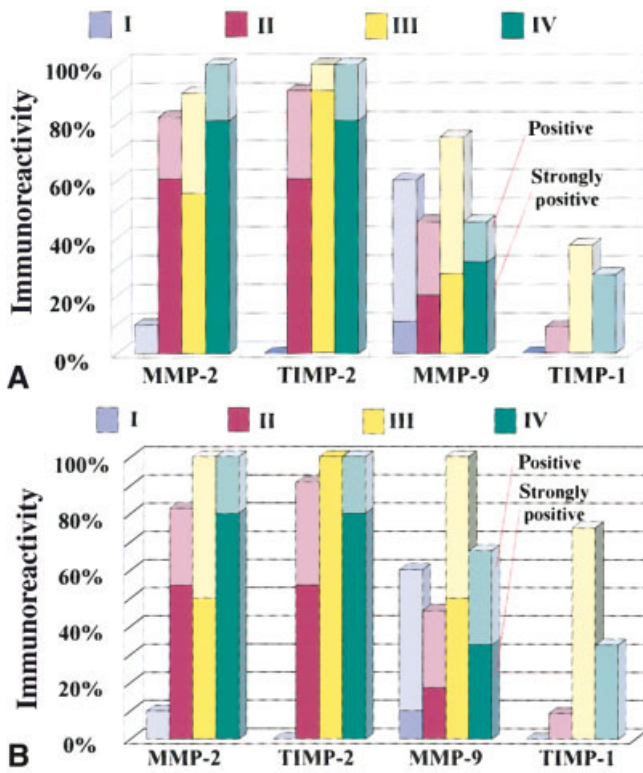 I II III IV
100%
80%
60%
40%
20%
0%
Immunoreactivity
Positive
Strongly
positive
A
MMP-2 TIMP-2 MMP-9 TIMP-1
I II III IV
100%
80%
60%
40%
20%
0%
Immunoreactivity
Positive
Strongly
positive
B
MMP-2 TIMP-2 MMP-9 TIMP-1